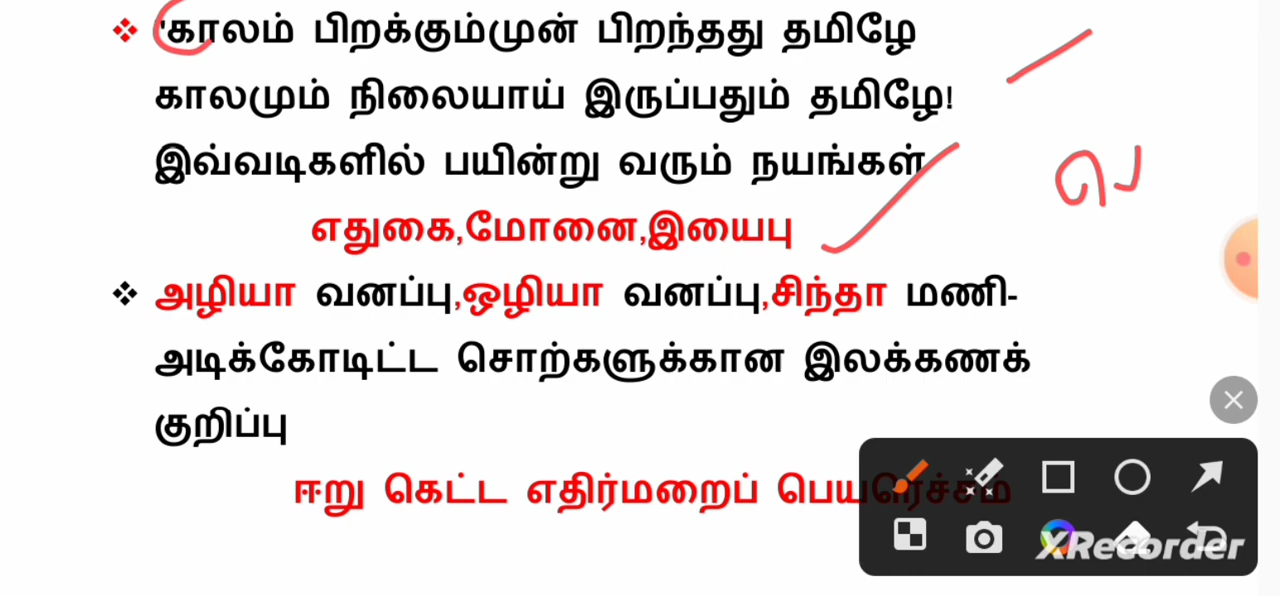 ❖ "காலம் பிறக்கும்முன் பிறந்தது தமிழே
காலமும் நிலையாய் இருப்பதும் தமிழே!
இவ்வடிகளில் பயின்று வரும் நயங்கள்
எதுகை,மோனை,இயைபு
❖ அழியா வனப்பு,ஒழியா வனப்பு,சிந்தா மணி-
அடிக்கோடிட்ட சொற்களுக்கான இலக்கணக்
குறிப்பு
ஈறு கெட்ட எதிர்மறைப் பெயரெச்சம்
XRecorder